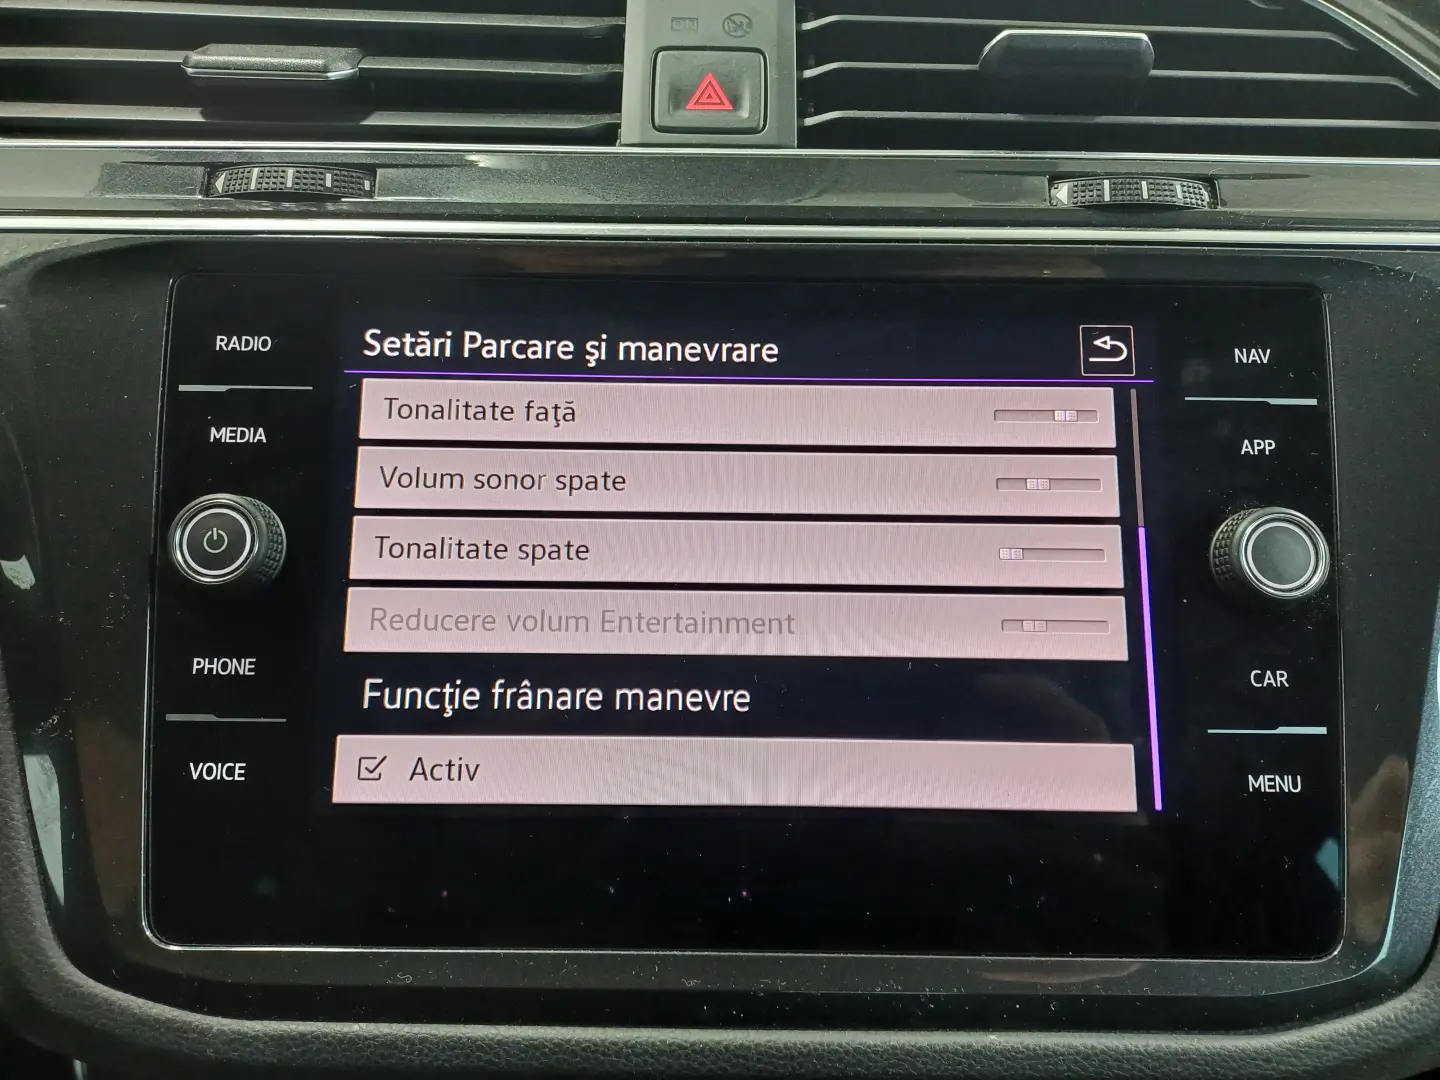 ON
RADIO
MEDIA
PHONE
VOICE
Setări Parcare şi manevrare
Tonalitate faţă
Volum sonor spate
Tonalitate spate
Reducere volum Entertainment
Funcţie frânare manevre
Activ
NAV
APP
CAR
MENU